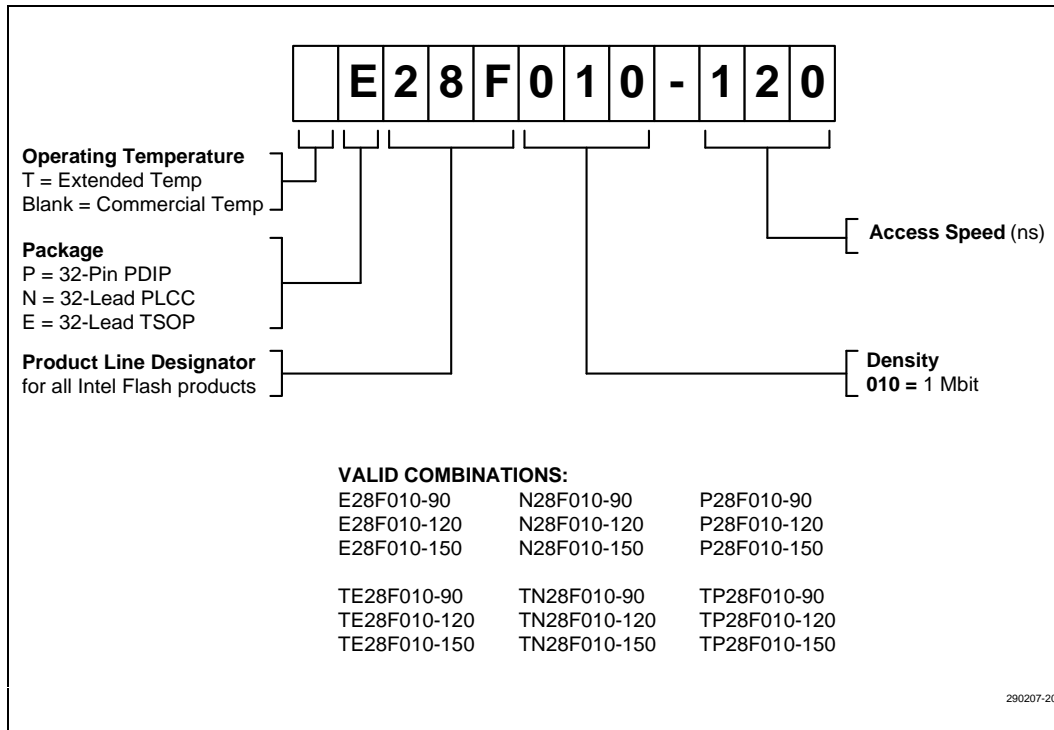 E28F010-120
Operating Temperature
T = Extended Temp
Blank = Commercial Temp
Package
P = 32-Pin PDIP
N = 32-Lead PLCC
E = 32-Lead TSOP
Product Line Designator
for all Intel Flash products
Access Speed (ns)
Density
010 = 1 Mbit
VALID COMBINATIONS:
E28F010-90 N28F010-90 P28F010-90
E28F010-120 N28F010-120 P28F010-120
E28F010-150 N28F010-150 P28F010-150
TE28F010-90 TN28F010-90 TP28F010-90
TE28F010-120 TN28F010-120 TP28F010-120
TE28F010-150 TN28F010-150 TP28F010-150
290207-20